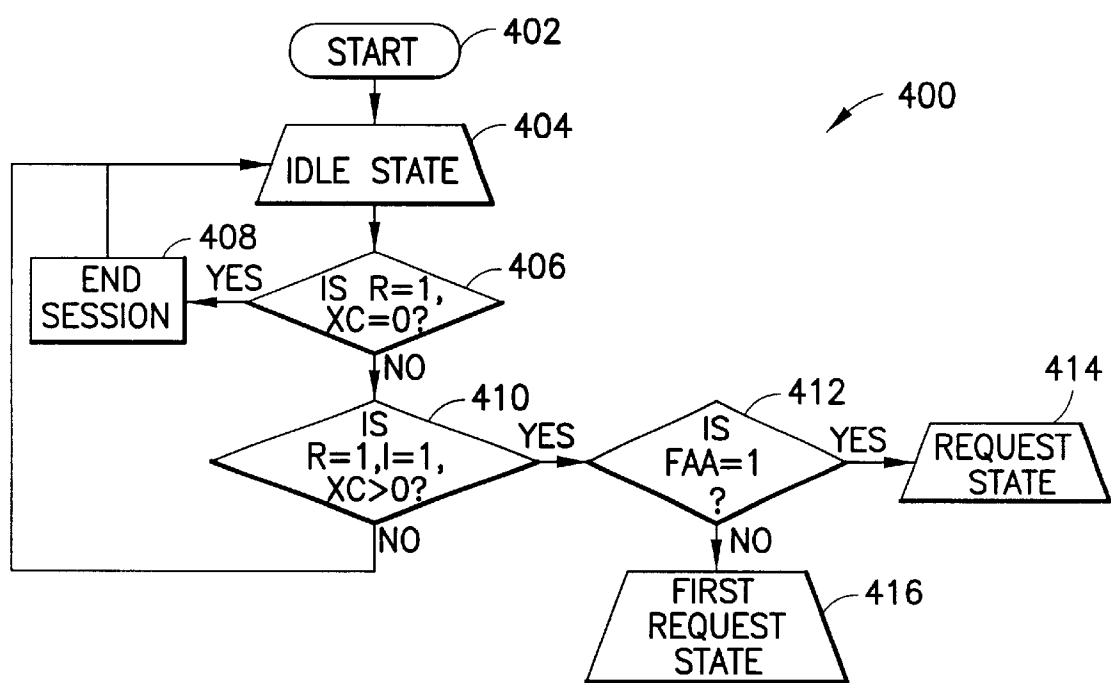 START
402
400
IDLE STATE
404
END
SESSION
408
YES
IS R=1,
XC=0?
406
NO
IS
R=1,I=1,
XC>0?
410
YES
NO
IS
FAA=1
?
412
YES
NO
REQUEST
STATE
414
FIRST
REQUEST
STATE
416